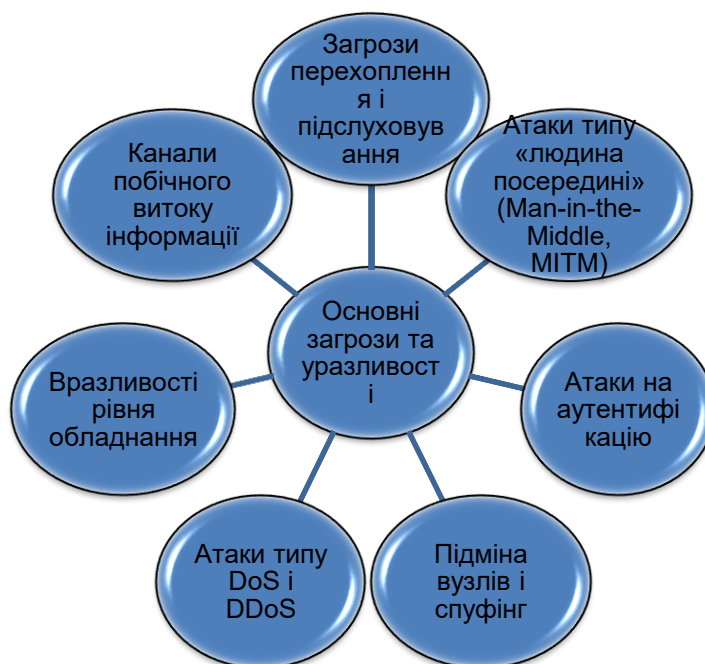 Загрози
перехопленн
я і
підслуховув
ання
Атаки типу
«людина
посередині»
(Man-in-the-
Middle,
MITM)
Атаки на
аутентифі
кацію
Підміна
вузлів і
спуфінг
Атаки типу
DoS і
DDoS
Вразливості
рівня
обладнання
Канали
побічного
витоку
інформації
Основні
загрози та
уразливост
і